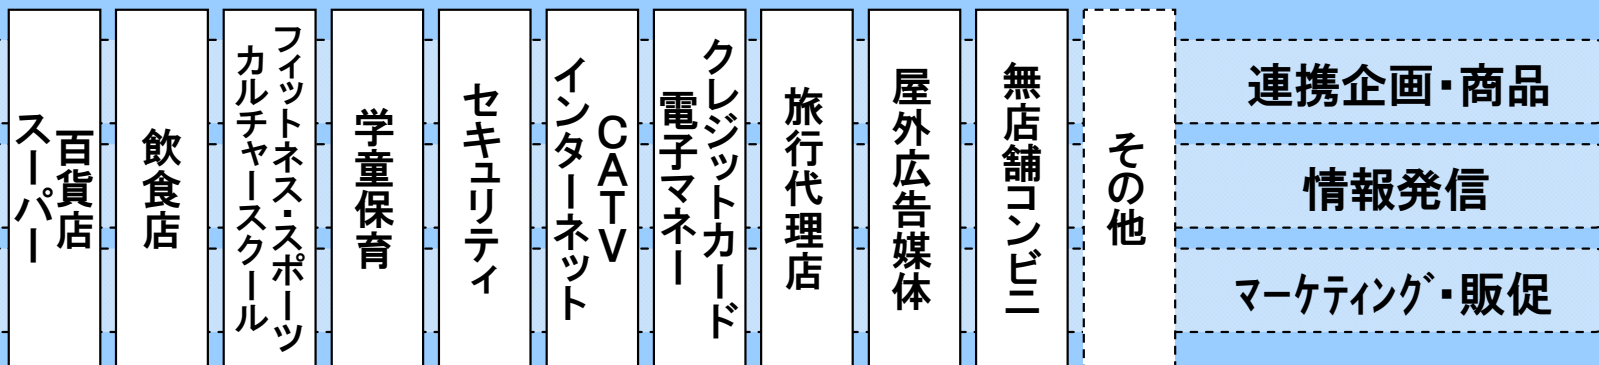 百貨店
スーパー
飲食店
フィットネス・スポーツ
カルチャースクール
学童保育
セキュリティ
CATV
インターネット
クレジットカード
電子マネー
旅行代理店
屋外広告媒体
無店舗コンビニ
その他
連携企画・商品
情報発信
マーケティング・販促